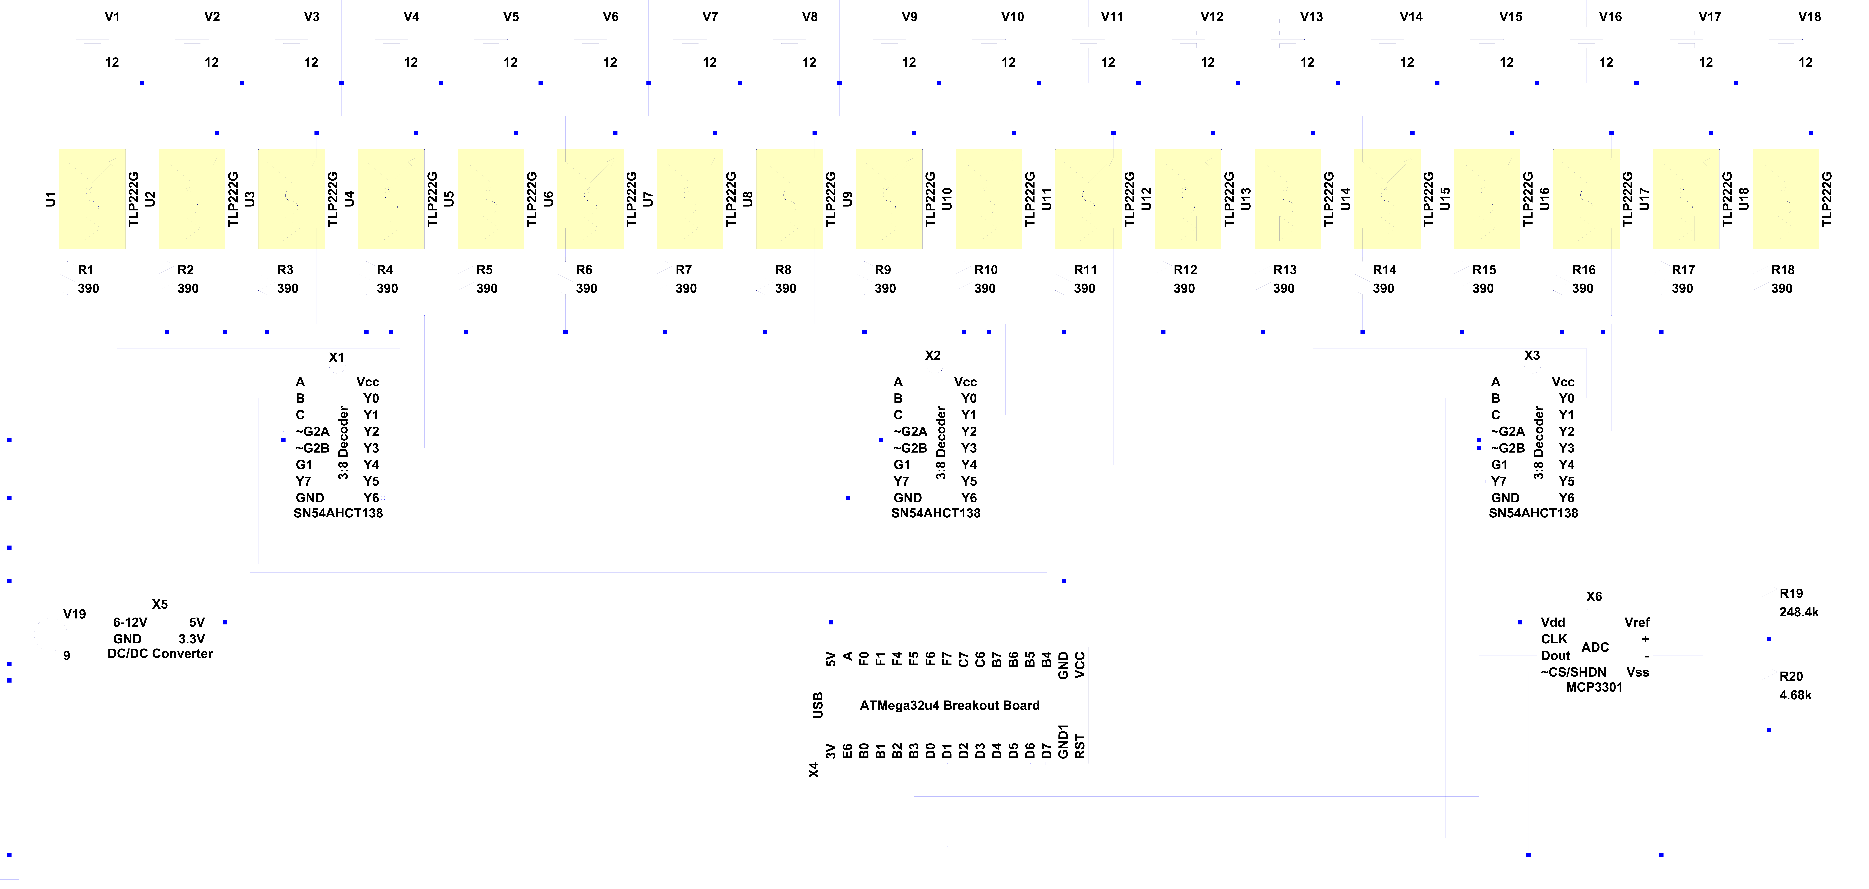 V1 V2 V3 V4 V5 V6 V7 V8 V9 V10 V11 V12 V13 V14 V15 V16 V17 V18
12 12 12 12 12 12 12 12 12 12 12 12 12 12 12 12 12 12
U1 TLP222G U2 TLP222G U3 TLP222G U4 TLP222G U5 TLP222G U6 TLP222G U7 TLP222G U8 TLP222G U9 TLP222G U10 TLP222G U11 TLP222G U12 TLP222G U13 TLP222G U14 TLP222G U15 TLP222G U16 TLP222G U17 TLP222G U18 TLP222G
R1 R2 R3 R4 R5 R6 R7 R8 R9 R10 R11 R12 R13 R14 R15 R16 R17 R18
390 390 390 390 390 390 390 390 390 390 390 390 390 390 390 390 390 390
X1
A Vcc
B Y0
C Y1
~G2A Y2
~G2B Y3
G1 Y4
Y7 Y5
GND Y6
3:8 Decoder
SN54AHCT138
X2
A Vcc
B Y0
C Y1
~G2A Y2
~G2B Y3
G1 Y4
Y7 Y5
GND Y6
3:8 Decoder
SN54AHCT138
X3
A Vcc
B Y0
C Y1
~G2A Y2
~G2B Y3
G1 Y4
Y7 Y5
GND Y6
3:8 Decoder
SN54AHCT138
V19
9
X5
6-12V 5V
GND 3.3V
DC/DC Converter
5V A F0 F1 F4 F5 F6 F7 C7 C6 B7 B6 B5 B4 GND VCC
USB
ATMega32u4 Breakout Board
3V E6 B0 B1 B2 B3 D0 D1 D2 D3 D4 D5 D6 D7 GND1 RST
X4
X6
Vdd Vref
CLK +
ADC
Dout -
~CS/SHDN Vss
MCP3301
R19
248.4k
R20
4.68k